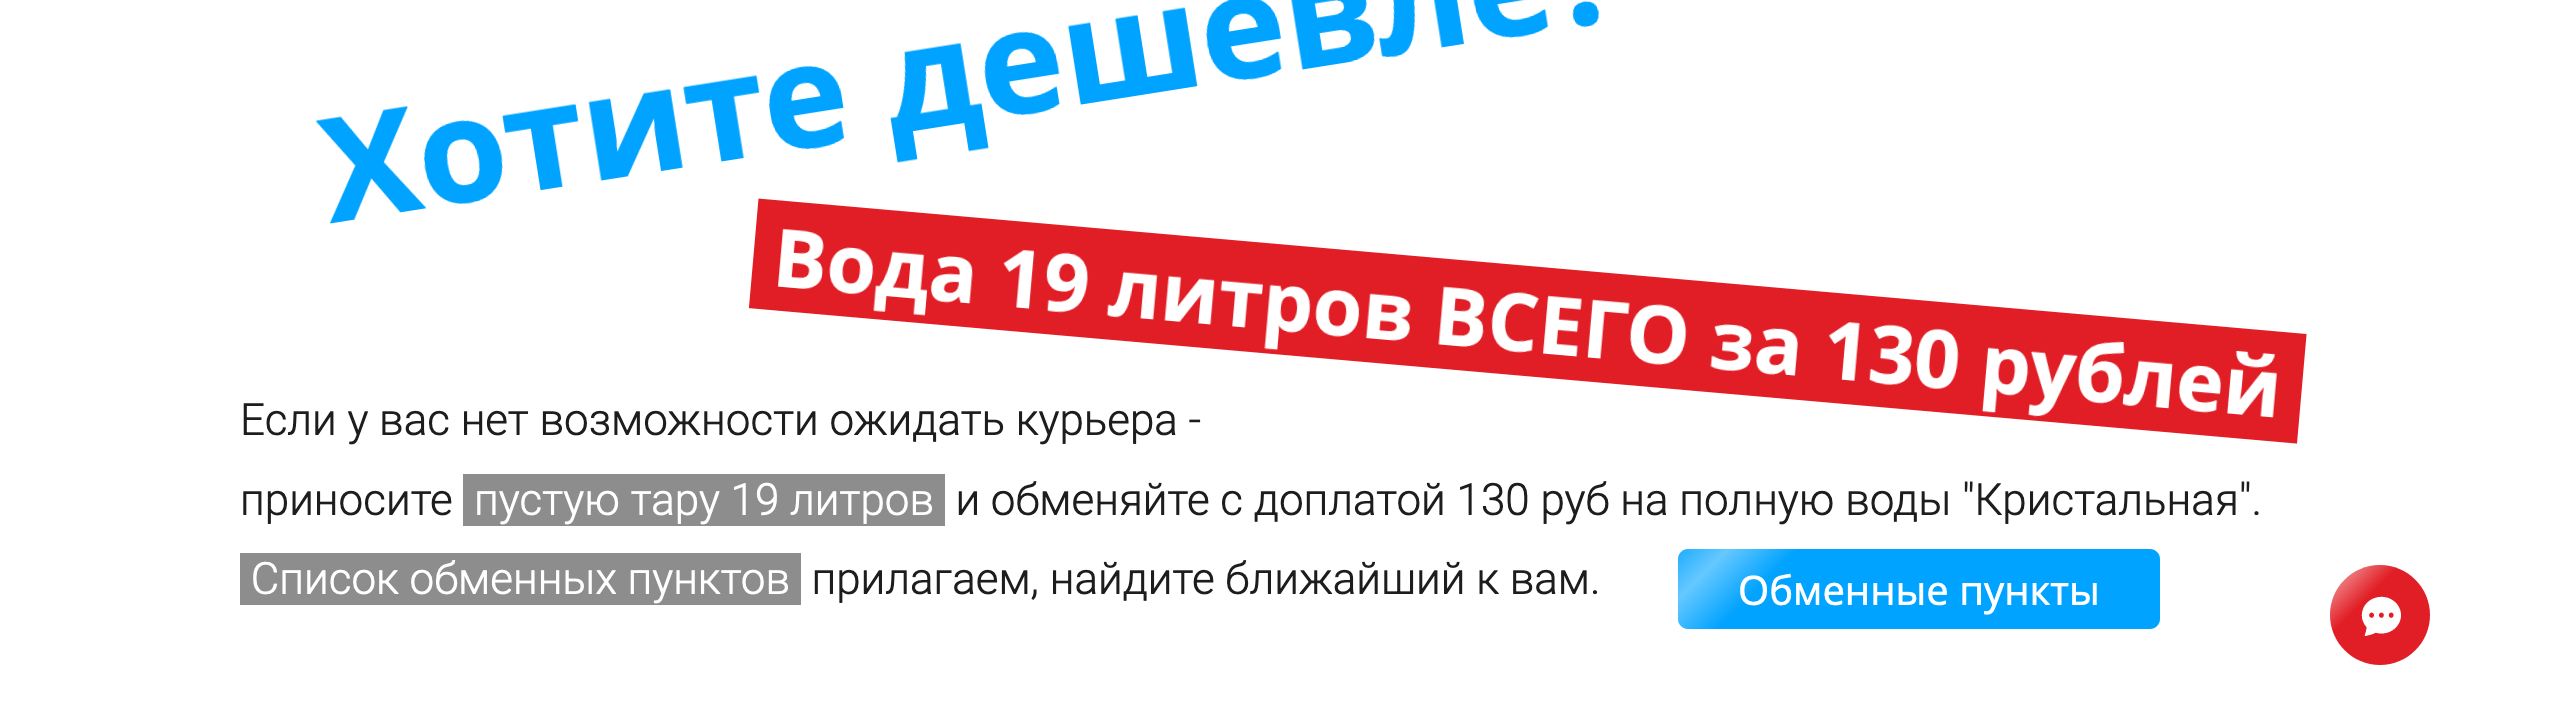 Хотите дешевле?
Вода 19 литров ВСЕГО за 130 рублей
Если у вас нет возможности ожидать курьера -
приносите пустую тару 19 литров и обменяйте с доплатой 130 руб на полную воды "Кристальная".
Список обменных пунктов прилагаем, найдите ближайший к вам.
Обменные пункты